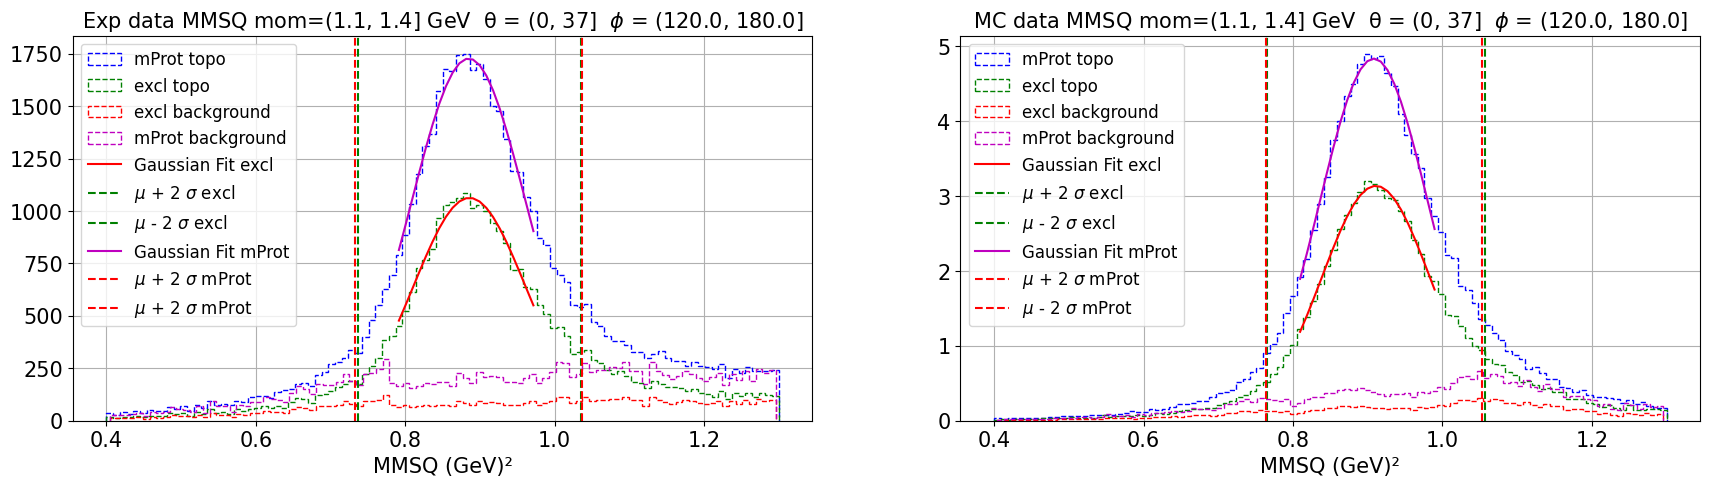 Exp data MMSQ mom=(1.1, 1.4] GeV θ = (0, 37] ϕ = (120.0, 180.0]
1750
1500
1250
1000
750
500
250
0
mProt topo
excl topo
excl background
mProt background
Gaussian Fit excl
μ + 2 σ excl
μ - 2 σ excl
Gaussian Fit mProt
μ + 2 σ mProt
μ + 2 σ mProt
0.4 0.6 0.8 1.0 1.2
MMSQ (GeV)²
MC data MMSQ mom=(1.1, 1.4] GeV θ = (0, 37] ϕ = (120.0, 180.0]
5
4
3
2
1
0
mProt topo
excl topo
excl background
mProt background
Gaussian Fit excl
μ + 2 σ excl
μ - 2 σ excl
Gaussian Fit mProt
μ + 2 σ mProt
μ - 2 σ mProt
0.4 0.6 0.8 1.0 1.2
MMSQ (GeV)²